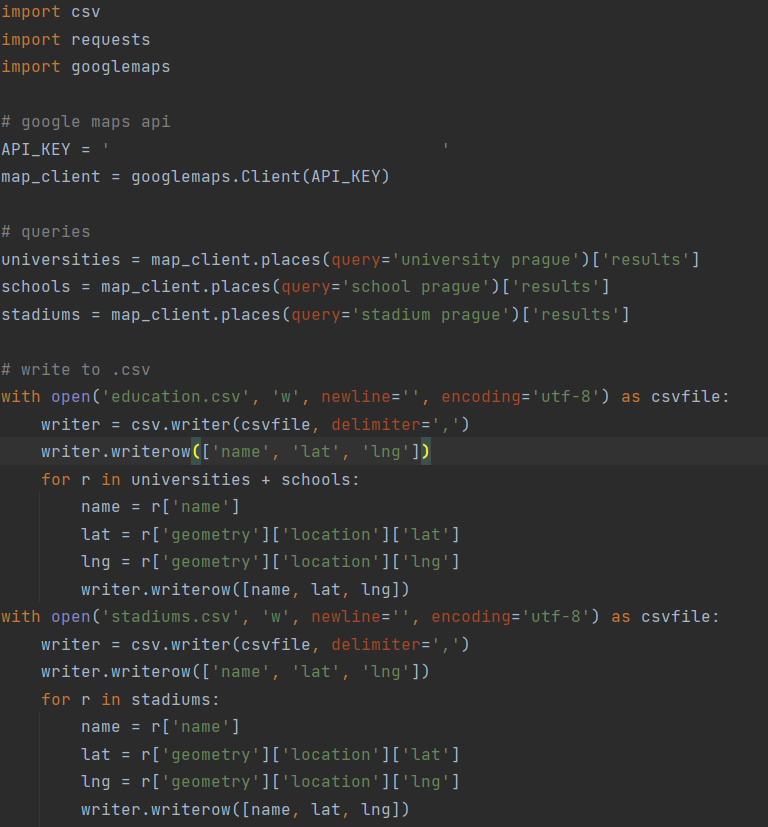 import csv
import requests
import googlemaps
# google maps api
API_KEY = '                                 '
map_client = googlemaps.Client(API_KEY)
# queries
universities = map_client.places(query='university prague')['results']
schools = map_client.places(query='school prague')['results']
stadiums = map_client.places(query='stadium prague')['results']
# write to .csv
with open('education.csv', 'w', newline='', encoding='utf-8') as csvfile:
    writer = csv.writer(csvfile, delimiter=',')
    writer.writerow(['name', 'lat', 'lng'])
    for r in universities + schools:
        name = r['name']
        lat = r['geometry']['location']['lat']
        lng = r['geometry']['location']['lng']
        writer.writerow([name, lat, lng])
with open('stadiums.csv', 'w', newline='', encoding='utf-8') as csvfile:
    writer = csv.writer(csvfile, delimiter=',')
    writer.writerow(['name', 'lat', 'lng'])
    for r in stadiums:
        name = r['name']
        lat = r['geometry']['location']['lat']
        lng = r['geometry']['location']['lng']
        writer.writerow([name, lat, lng])